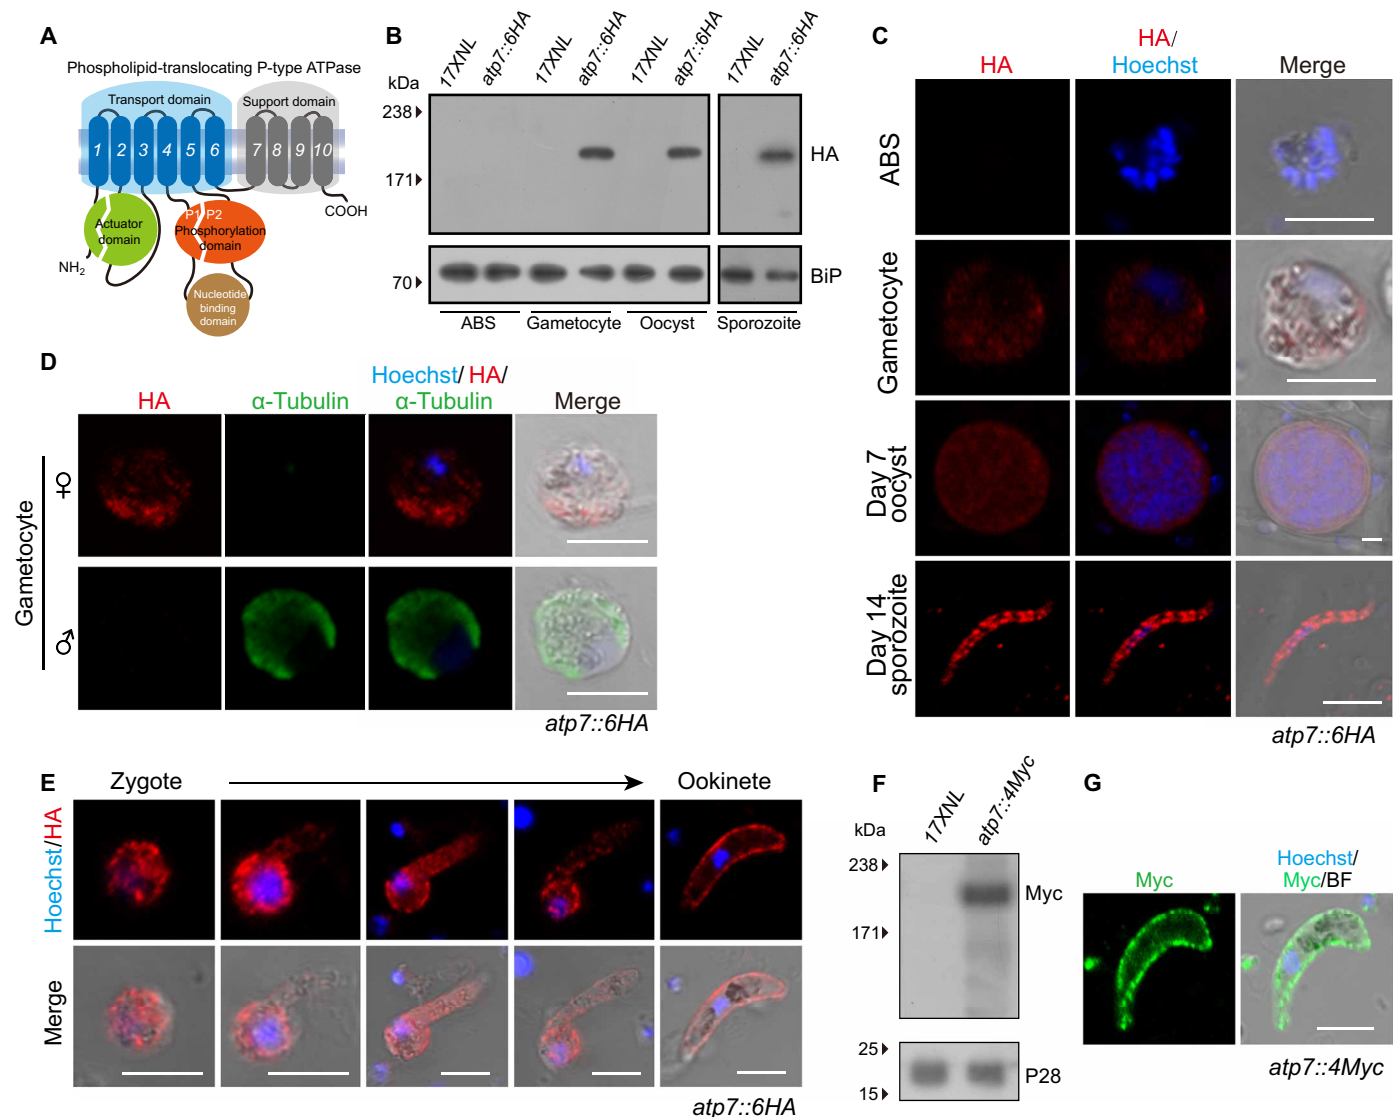 A
Phospholipid-translocating P-type ATPase
Transport domain
Support domain
1 2 3 4 5 6 7 8 9 10
P1 P2
Actuator
domain
Phosphorylation
domain
COOH
NH2
Nucleotide
binding
domain
B
17XNL atp7::6HA 17XNL atp7::6HA 17XNL atp7::6HA 17XNL atp7::6HA
kDa
238
HA
171
70
BiP
ABS Gametocyte Oocyst Sporozoite
C
HA
HA/
Hoechst
Merge
ABS
Gametocyte
Day 7
oocyst
Day 14
sporozoite
atp7::6HA
D
HA
α-Tubulin
Hoechst/ HA/
α-Tubulin
Merge
Gametocyte
♀
♂
atp7::6HA
E
Zygote
Ookinete
Hoechst/HA
Merge
atp7::6HA
F
17XNL atp7::4Myc
kDa
238
Myc
171
25
P28
15
G
Myc
Hoechst/
Myc/BF
atp7::4Myc